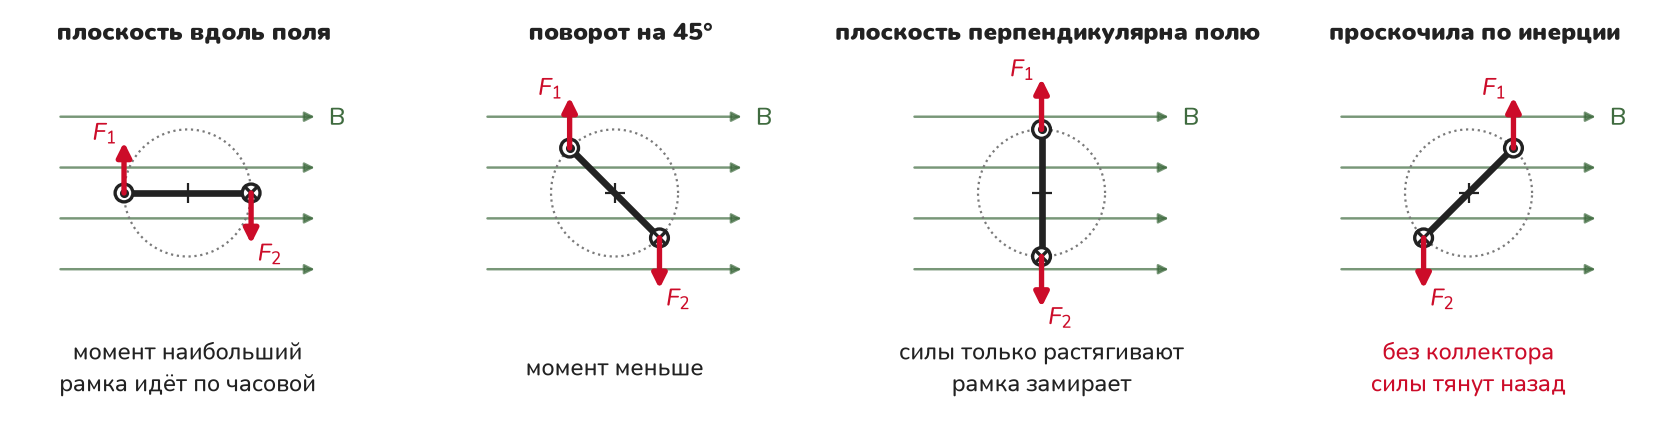 плоскость вдоль поля
F1
B
F2
момент наибольший
рамка идёт по часовой
поворот на 45°
F1
B
F2
момент меньше
плоскость перпендикулярна полю
F1
B
F2
силы только растягивают
рамка замирает
проскочила по инерции
F1
B
F2
без коллектора
силы тянут назад